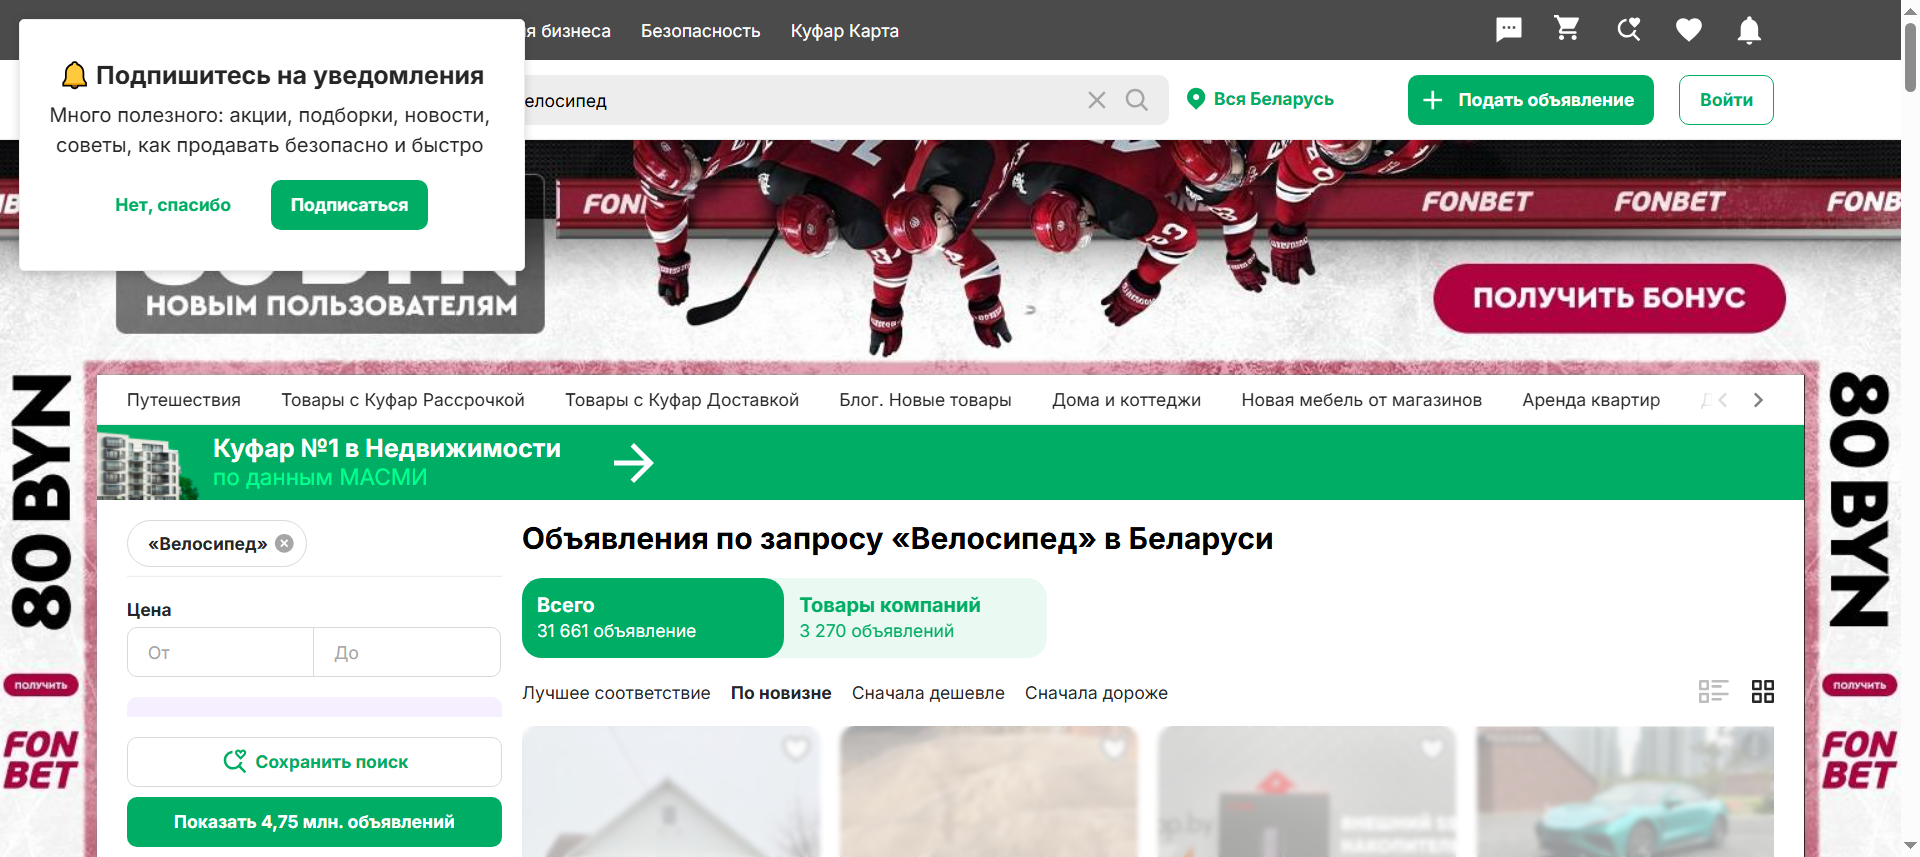 я бизнеса
Безопасность
Куфар Карта
🔔 Подпишитесь на уведомления
Много полезного: акции, подборки, новости,
советы, как продавать безопасно и быстро
Нет, спасибо
Подписаться
елосипед
Вся Беларусь
Подать объявление
Войти
FONBET
FONBET
FONB
НОВЫМ ПОЛЬЗОВАТЕЛЯМ
ПОЛУЧИТЬ БОНУС
80 BYN
80 BYN
Путешествия
Товары с Куфар Рассрочкой
Товары с Куфар Доставкой
Блог. Новые товары
Дома и коттеджи
Новая мебель от магазинов
Аренда квартир
Куфар №1 в Недвижимости
по данным МАСМИ
«Велосипед»
Объявления по запросу «Велосипед» в Беларуси
Всего
31 661 объявление
Товары компаний
3 270 объявлений
Цена
От
До
Лучшее соответствие
По новизне
Сначала дешевле
Сначала дороже
Сохранить поиск
Показать 4,75 млн. объявлений
ПОЛУЧИТЬ
FON
BET
ПОЛУЧИТЬ
FON
BET